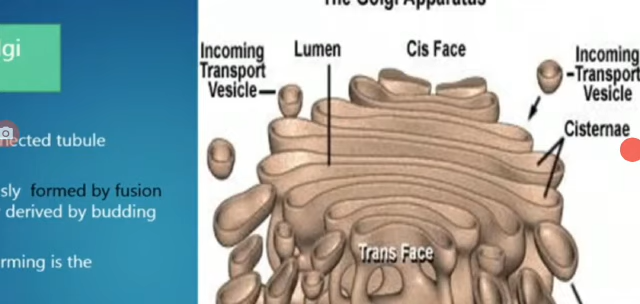 The Golgi Apparatus
lgi
Incoming
Transport
Vesicle
Lumen
Cis Face
Incoming
Transport
Vesicle
Cisternae
nected tubule
sly formed by fusion
derived by budding
rming is the
Trans Face